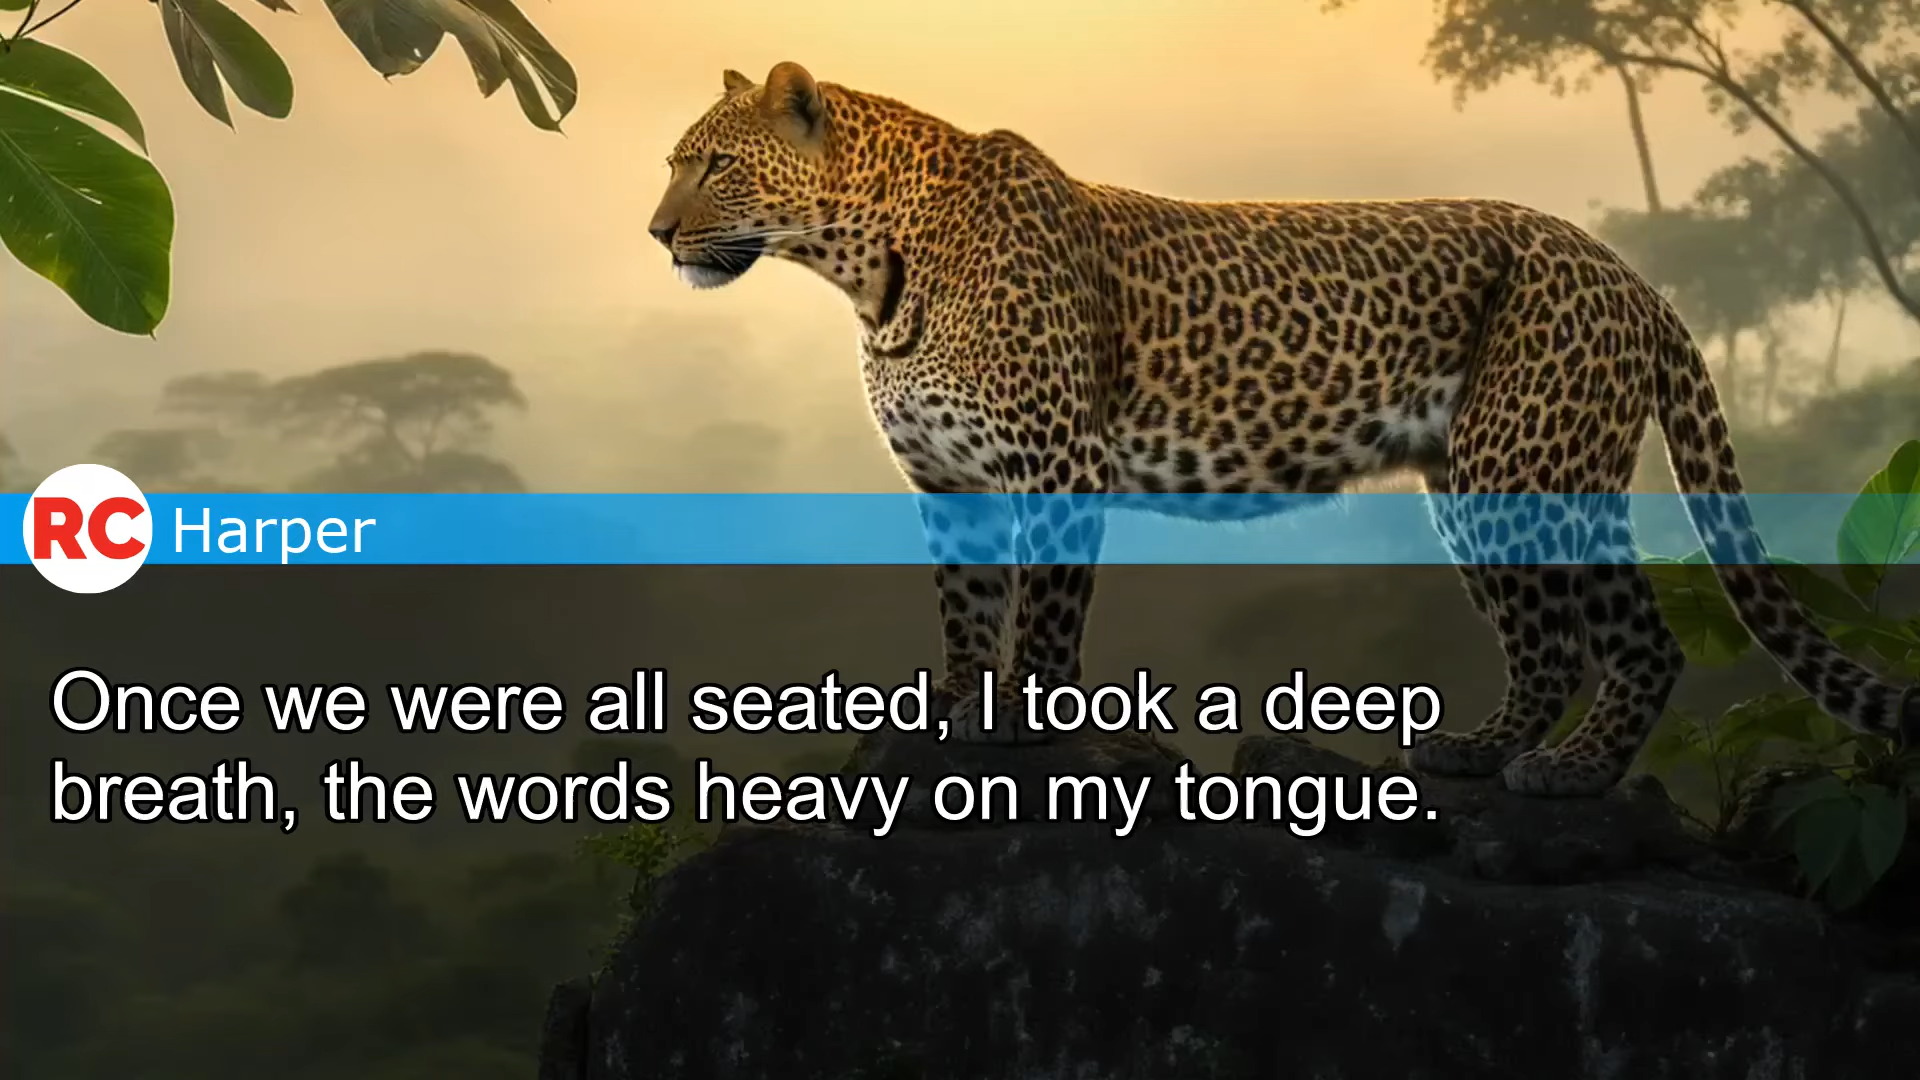 RC Harper
Once we were all seated, I took a deep
breath, the words heavy on my tongue.